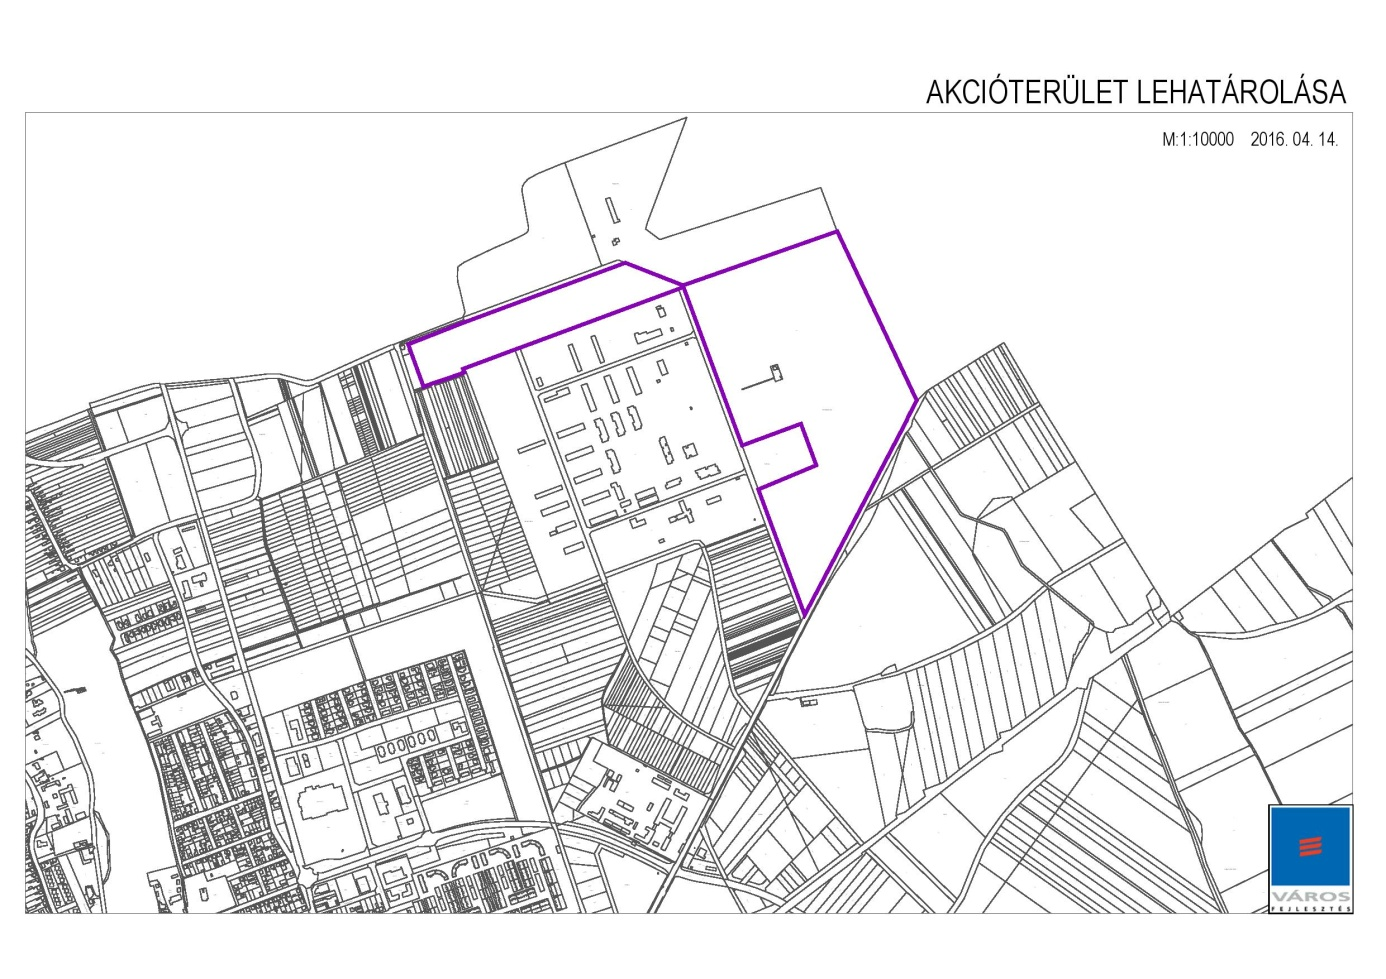 AKCIÓTERÜLET LEHATÁROLÁSA
M:1:10000 2016. 04. 14.
VÁROS
FEJLESZTÉS